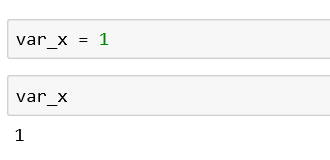 var_x = 1
var_x
1